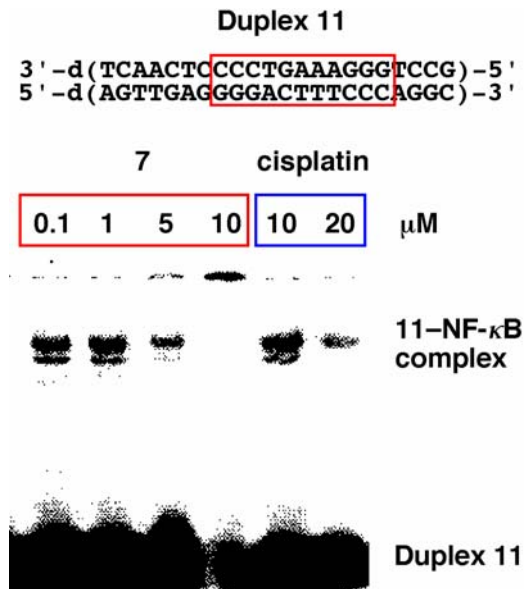 Duplex 11
3'-d(TCAACTCCCCTGAAAGGGTCCG)-5'
5'-d(AGTTGAGGGGACTTTCCCAGGC)-3'
7 cisplatin
0.1 1 5 10 10 20 μM
11–NF-κB
complex
Duplex 11